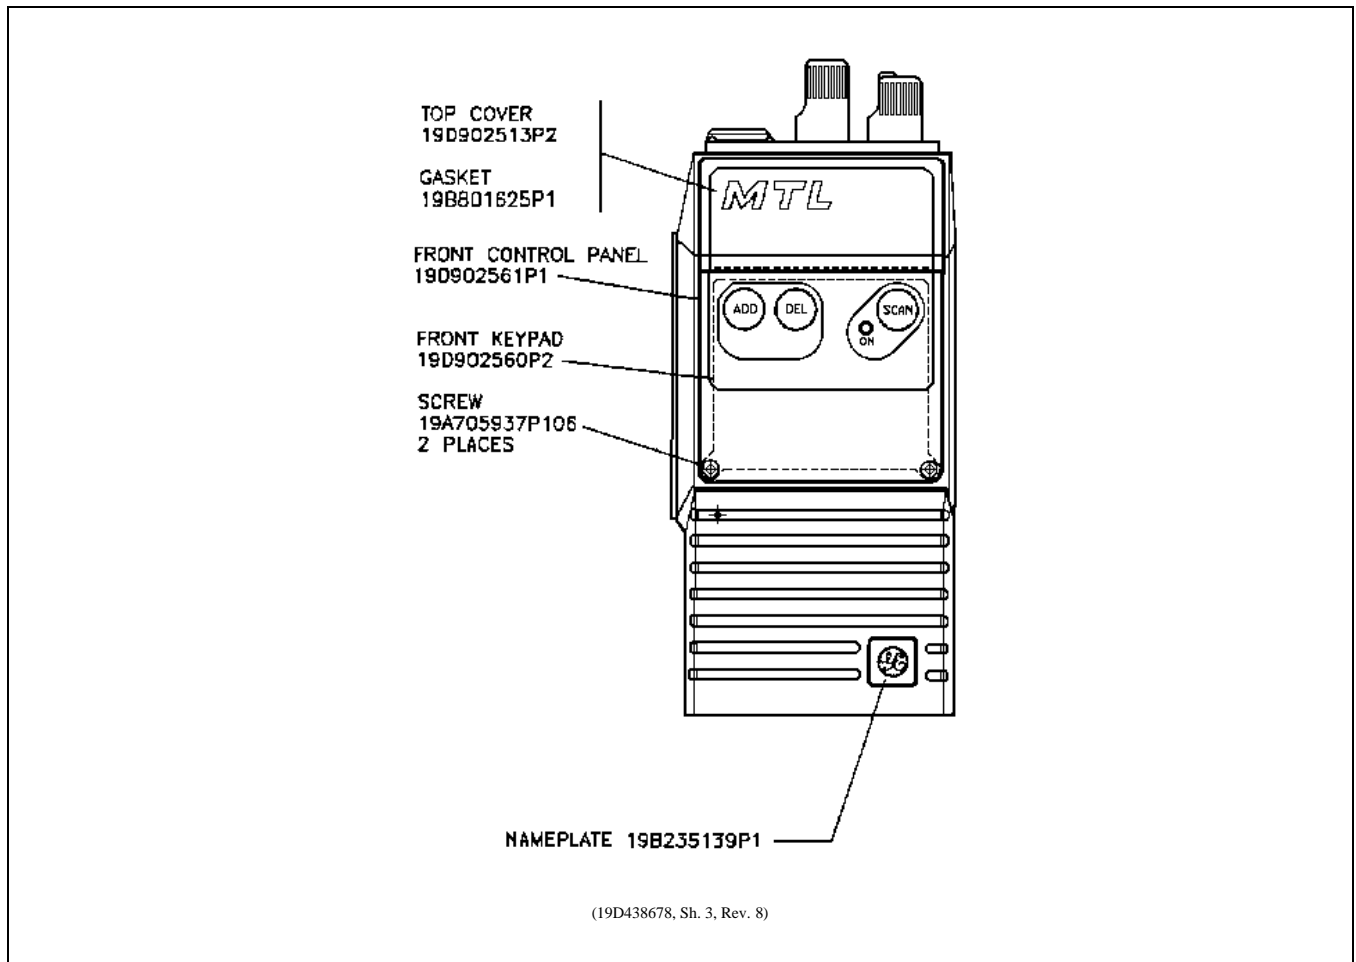 TOP COVER
19D902513P2
GASKET
19B801625P1
MTL
FRONT CONTROL PANEL
19D902561P1
ADD
DEL
SCAN
ON
FRONT KEYPAD
19D902560P2
SCREW
19A705937P106
2 PLACES
NAMEPLATE 19B235139P1
(19D438678, Sh. 3, Rev. 8)